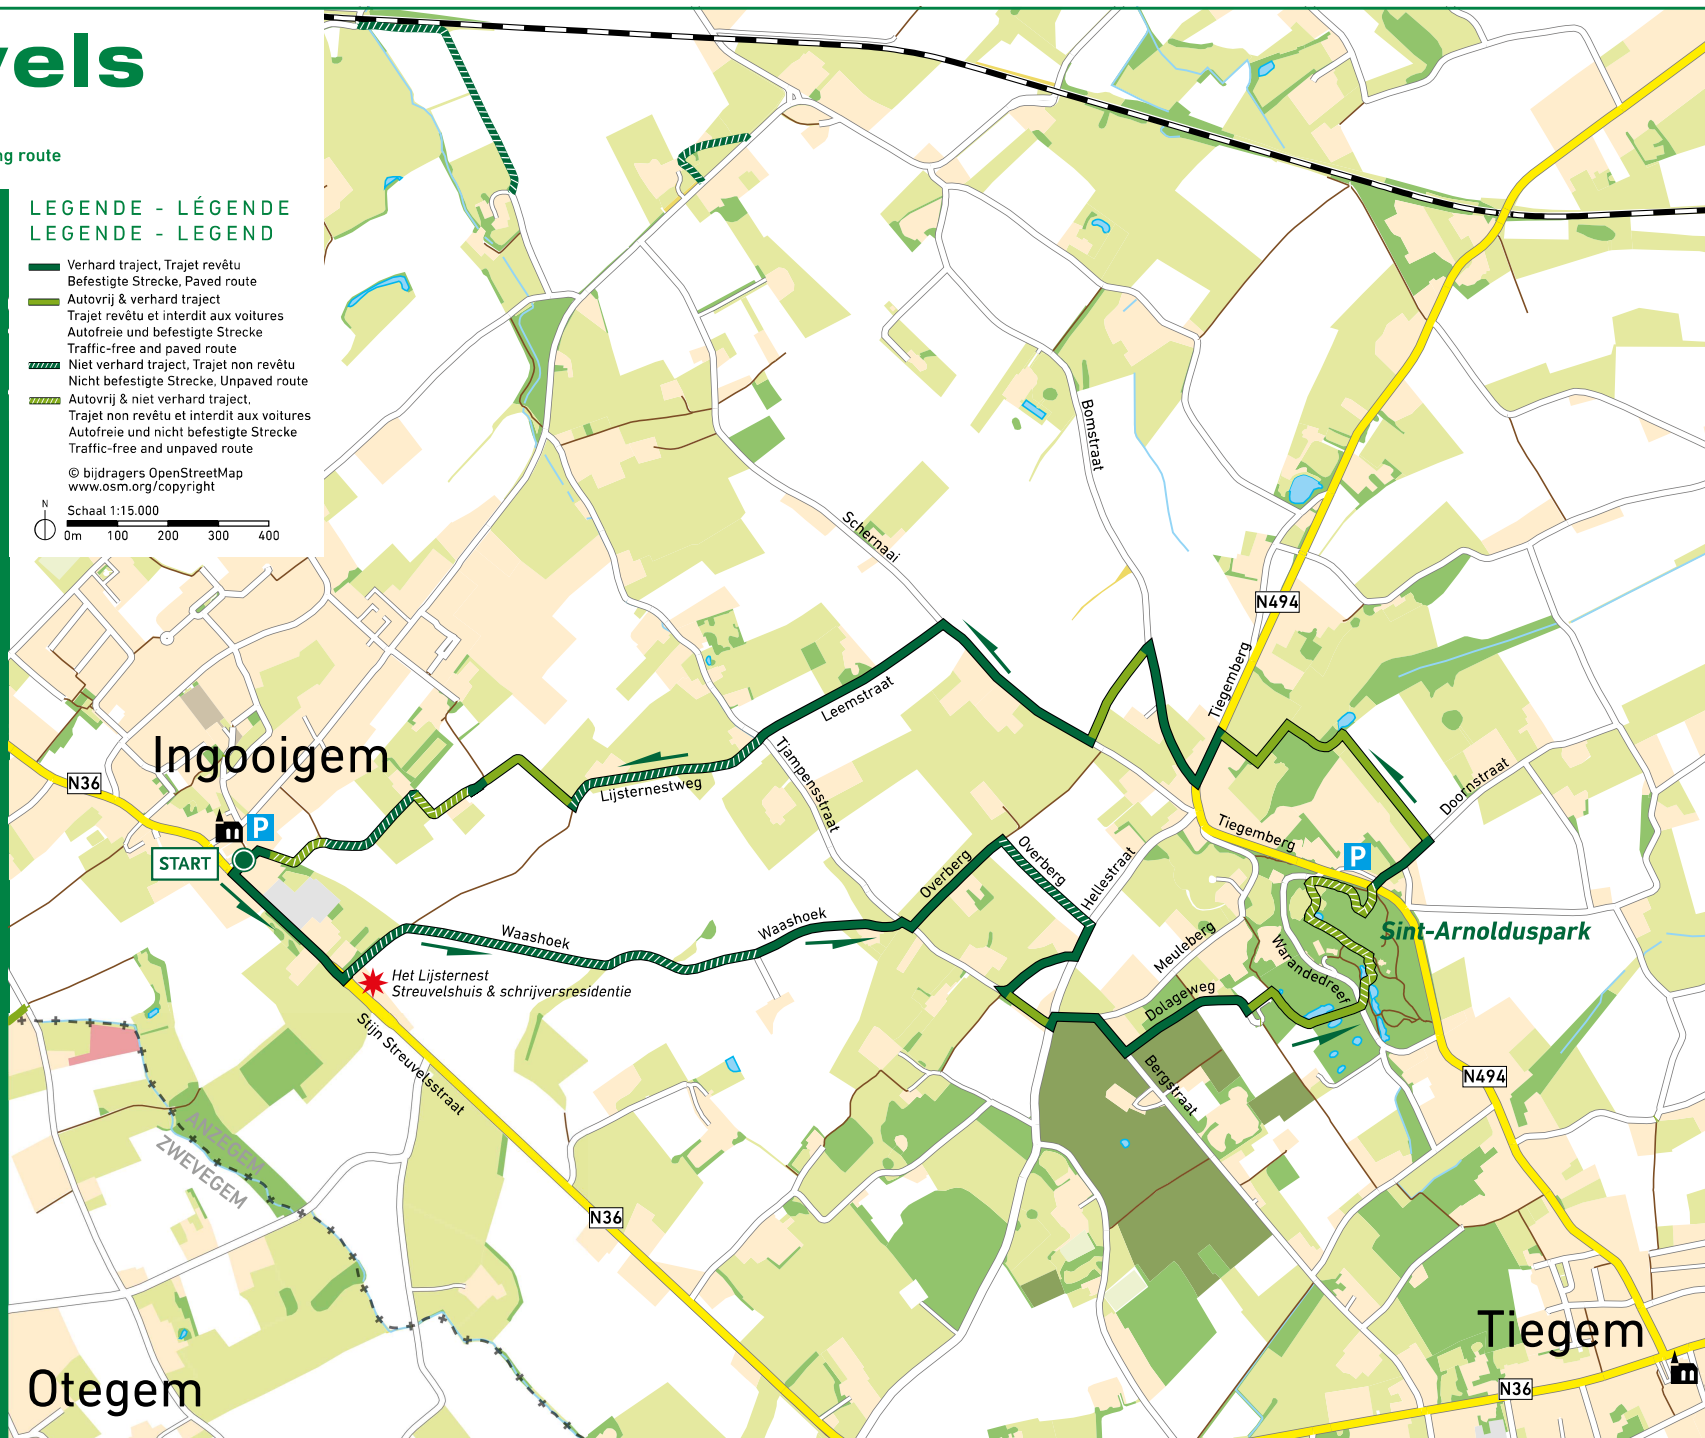 vels
ng route
LEGENDE - LÉGENDE
LEGENDE - LEGEND
Verhard traject, Trajet revêtu
Befestigte Strecke, Paved route
Autovrij & verhard traject
Trajet revêtu et interdit aux voitures
Autofreie und befestigte Strecke
Traffic-free and paved route
Niet verhard traject, Trajet non revêtu
Nicht befestigte Strecke, Unpaved route
Autovrij & niet verhard traject,
Trajet non revêtu et interdit aux voitures
Autofreie und nicht befestigte Strecke
Traffic-free and unpaved route
© bijdragers OpenStreetMap
www.osm.org/copyright
N
Schaal 1:15.000
0m 100 200 300 400
Bomstraat
Schernaai
N494
Tiegemberg
Leemstraat
Ingooigem
N36
Tjampensstraat
Lijsternestweg
Doornstraat
P
START
Tiegemberg
P
Overberg
Overberg
Hellestraat
Waashoek
Waashoek
Sint-Arnolduspark
Meuleberg
Warandedreef
Het Lijsternest
Streuvelshuis & schrijversresidentie
Dolageweg
Stijn Streuvelsstraat
Bergstraat
N494
ANZEGEM
ZWEVEGEM
N36
Tiegem
Otegem
N36